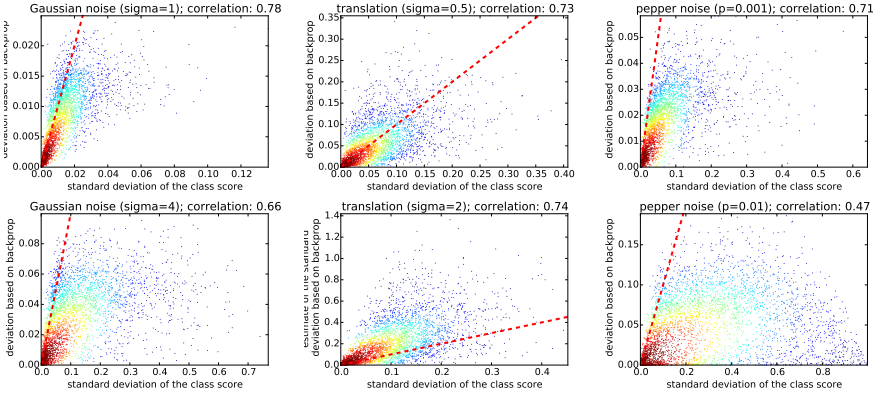 Gaussian noise (sigma=1); correlation: 0.78
deviation based on backprop
0.020
0.015
0.010
0.005
0.000
0.00 0.02 0.04 0.06 0.08 0.10 0.12
standard deviation of the class score
translation (sigma=0.5); correlation: 0.73
deviation based on backprop
0.35
0.30
0.25
0.20
0.15
0.10
0.05
0.00
0.00 0.05 0.10 0.15 0.20 0.25 0.30 0.35 0.40
standard deviation of the class score
pepper noise (p=0.001); correlation: 0.71
deviation based on backprop
0.05
0.04
0.03
0.02
0.01
0.00
0.0 0.1 0.2 0.3 0.4 0.5 0.6
standard deviation of the class score
Gaussian noise (sigma=4); correlation: 0.66
deviation based on backprop
0.08
0.06
0.04
0.02
0.00
0.0 0.1 0.2 0.3 0.4 0.5 0.6 0.7
standard deviation of the class score
translation (sigma=2); correlation: 0.74
estimate of the standard
deviation based on backprop
1.4
1.2
1.0
0.8
0.6
0.4
0.2
0.0
0.0 0.1 0.2 0.3 0.4
standard deviation of the class score
pepper noise (p=0.01); correlation: 0.47
deviation based on backprop
0.15
0.10
0.05
0.00
0.0 0.2 0.4 0.6 0.8
standard deviation of the class score